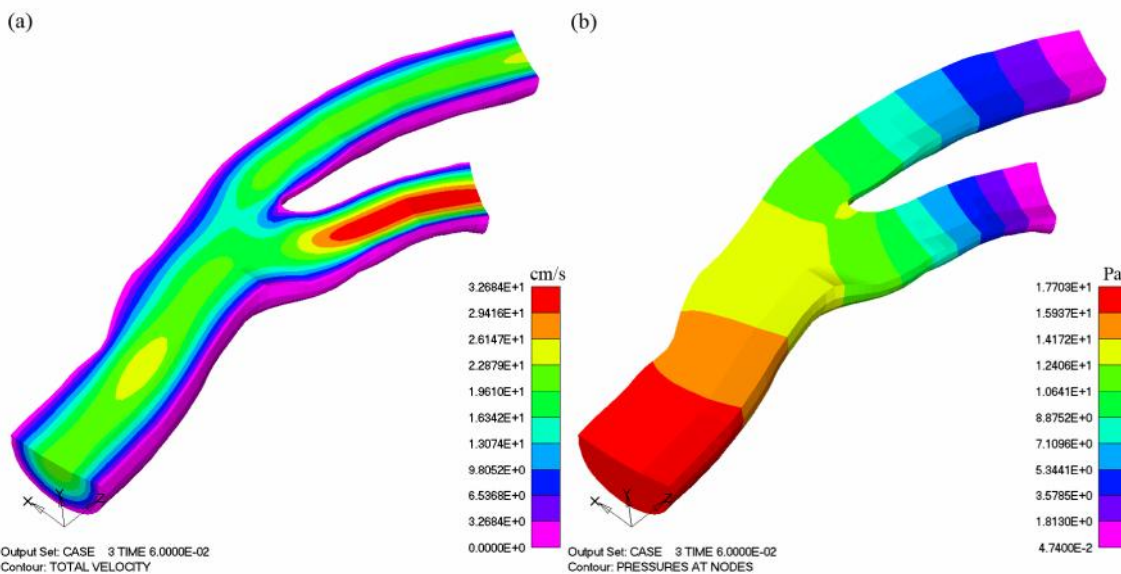 (a)
(b)
cm/s
3.2684E+1
2.9416E+1
2.6147E+1
2.2879E+1
1.9610E+1
1.6342E+1
1.3074E+1
9.8052E+0
6.5368E+0
3.2684E+0
0.0000E+0
Pa
1.7703E+1
1.5937E+1
1.4172E+1
1.2406E+1
1.0641E+1
8.8752E+0
7.1096E+0
5.3441E+0
3.5785E+0
1.8130E+0
4.7400E-2
X Y Z
X Y Z
Output Set: CASE 3 TIME 6.0000E-02
Contour: TOTAL VELOCITY
Output Set: CASE 3 TIME 6.0000E-02
Contour: PRESSURES AT NODES